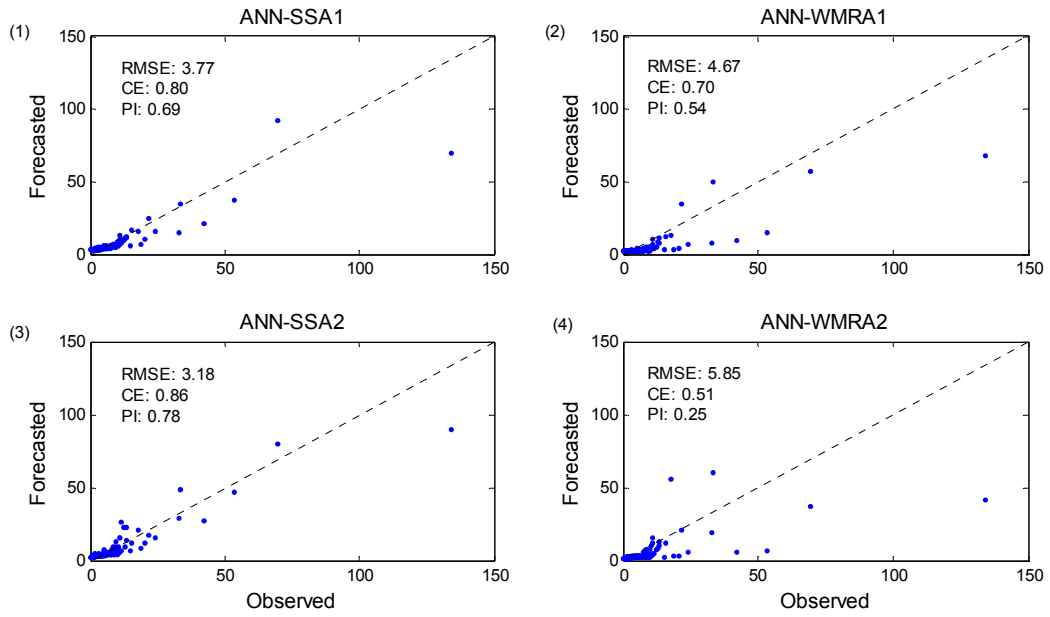 (1)
ANN-SSA1
150
100
50
0
Forecasted
RMSE: 3.77
CE: 0.80
PI: 0.69
0
50
100
150
(2)
ANN-WMRA1
150
100
50
0
Forecasted
RMSE: 4.67
CE: 0.70
PI: 0.54
0
50
100
150
(3)
ANN-SSA2
150
100
50
0
Forecasted
RMSE: 3.18
CE: 0.86
PI: 0.78
0
50
100
150
Observed
(4)
ANN-WMRA2
150
100
50
0
Forecasted
RMSE: 5.85
CE: 0.51
PI: 0.25
0
50
100
150
Observed